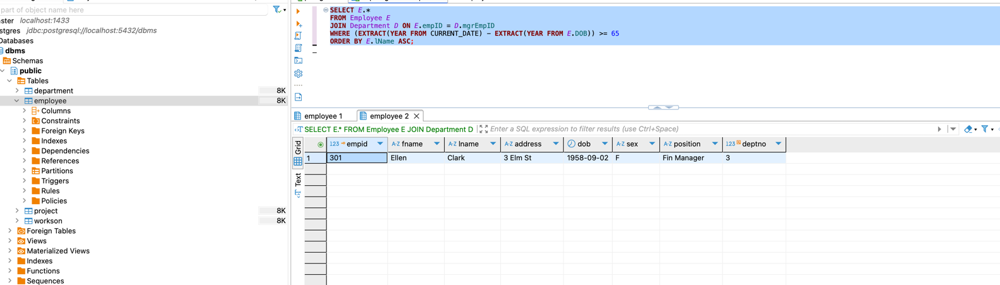 part of object name here
ster localhost:1433
stgres jdbc:postgresql://localhost:5432/dbms
Databases
dbms
Schemas
public
Tables
department 8K
employee 8K
Columns
Constraints
Foreign Keys
Indexes
Dependencies
References
Partitions
Triggers
Rules
Policies
project 8K
workson 8K
Foreign Tables
Views
Materialized Views
Indexes
Functions
Sequences
SELECT E.*
FROM Employee E
JOIN Department D ON E.empID = D.mgrEmpID
WHERE (EXTRACT(YEAR FROM CURRENT_DATE) - EXTRACT(YEAR FROM E.DOB)) >= 65
ORDER BY E.lName ASC;
employee 1 employee 2
SELECT E.* FROM Employee E JOIN Department D Enter a SQL expression to filter results (use Ctrl+Space)
Grid
Text
123 empid A-Z fname A-Z lname A-Z address dob A-Z sex A-Z position 123 deptno
1 301 Ellen Clark 3 Elm St 1958-09-02 F Fin Manager 3